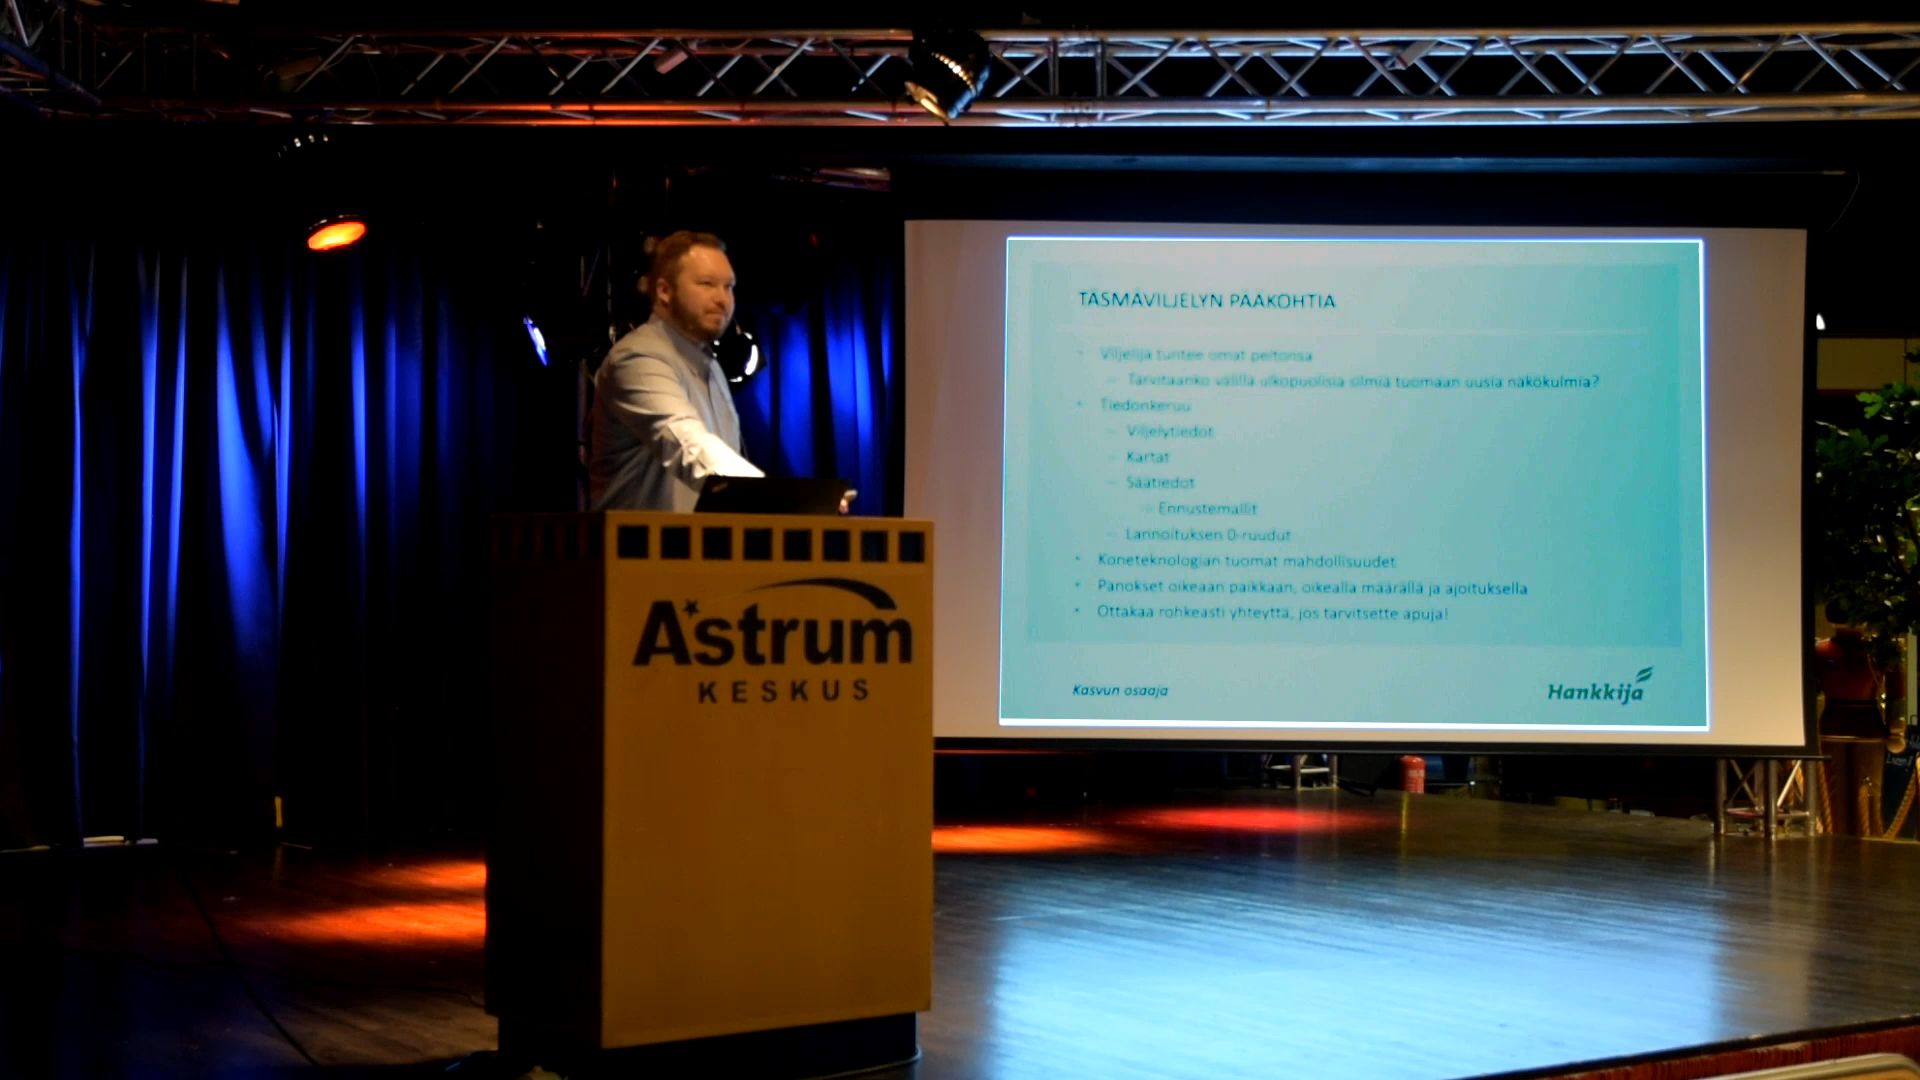 TÄSMÄVILJELYN PÄÄKOHTIA
• Viljelijä tuntee omat peltonsa
– Tarvitaanko välillä ulkopuolisia silmiä tuomaan uusia näkökulmia?
• Tiedonkeruu
– Viljelytiedot
– Kartat
– Säätiedot
Ennustemallit
– Lannoituksen 0-ruudut
• Koneteknologian tuomat mahdollisuudet
• Panokset oikeaan paikkaan, oikealla määrällä ja ajoituksella
• Ottakaa rohkeasti yhteyttä, jos tarvitsette apuja!
Kasvun osaaja
Hankkija
Astrum
KESKUS